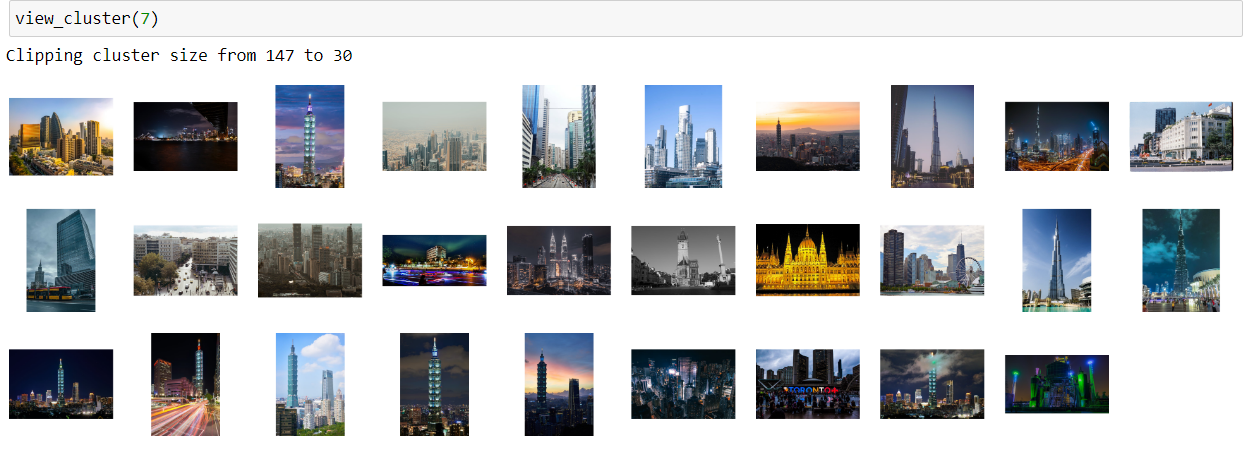 view_cluster(7)
Clipping cluster size from 147 to 30
TORONTO